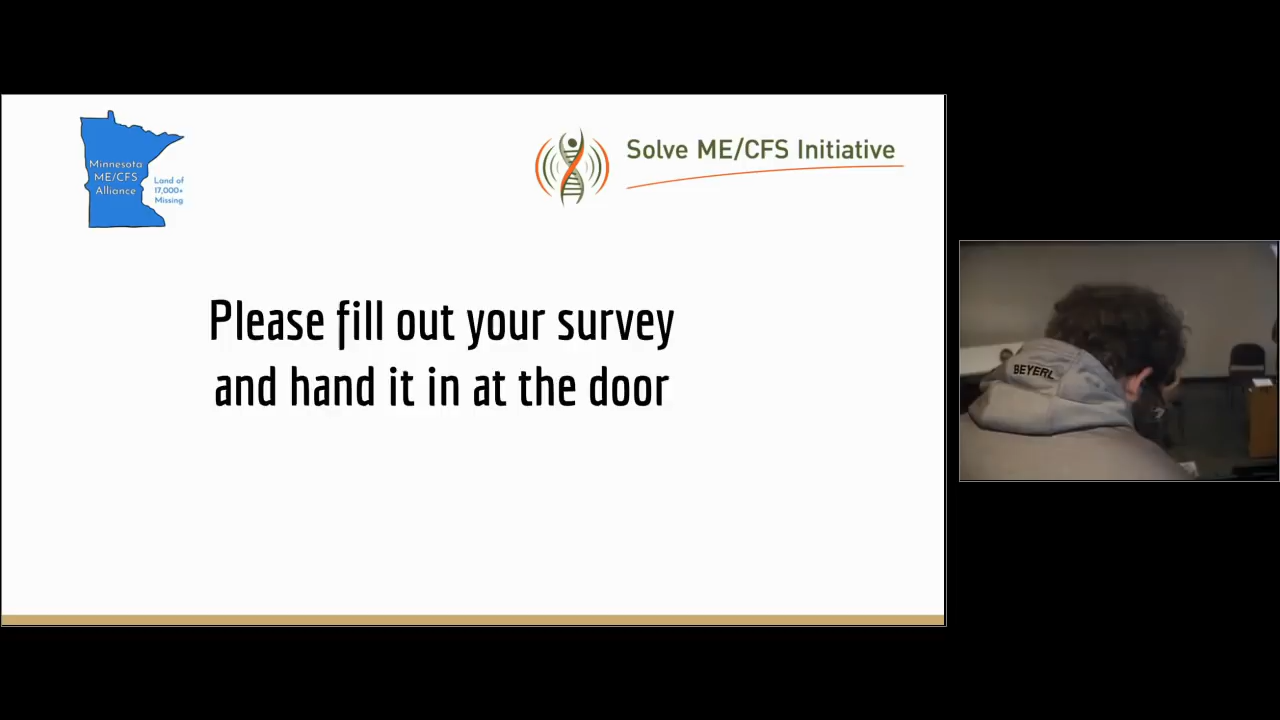 Minnesota
ME/CFS
Alliance
Land of
17,000+
Missing
Solve ME/CFS Initiative
Please fill out your survey
and hand it in at the door
BEYERL